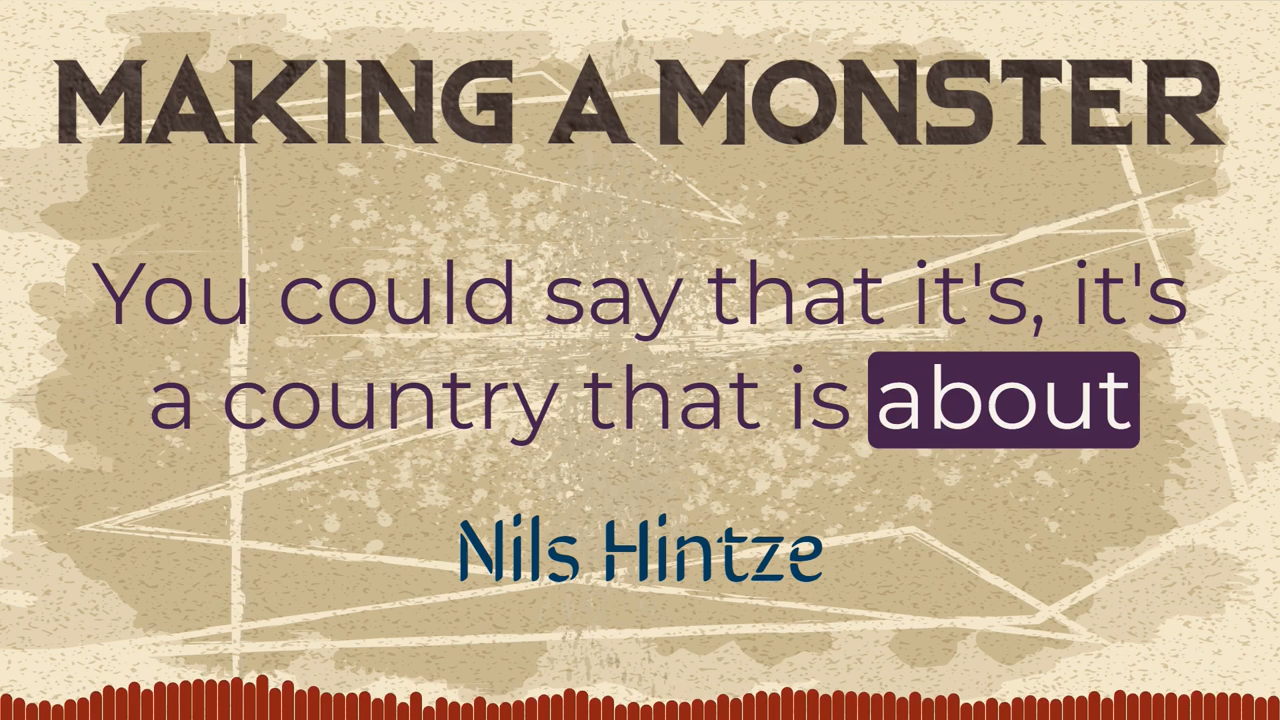 MAKING A MONSTER
You could say that it's, it's
a country that is about
Nils Hintze